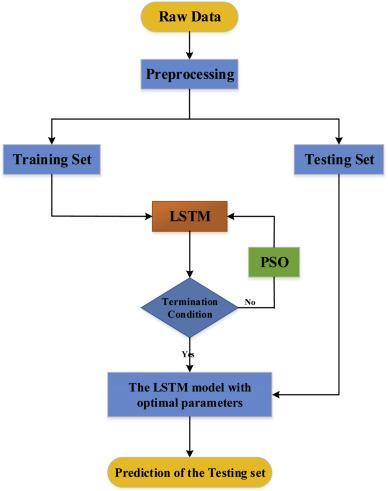 Raw Data
Preprocessing
Training Set
Testing Set
LSTM
PSO
Termination
Condition
No
Yes
The LSTM model with
optimal parameters
Prediction of the Testing set